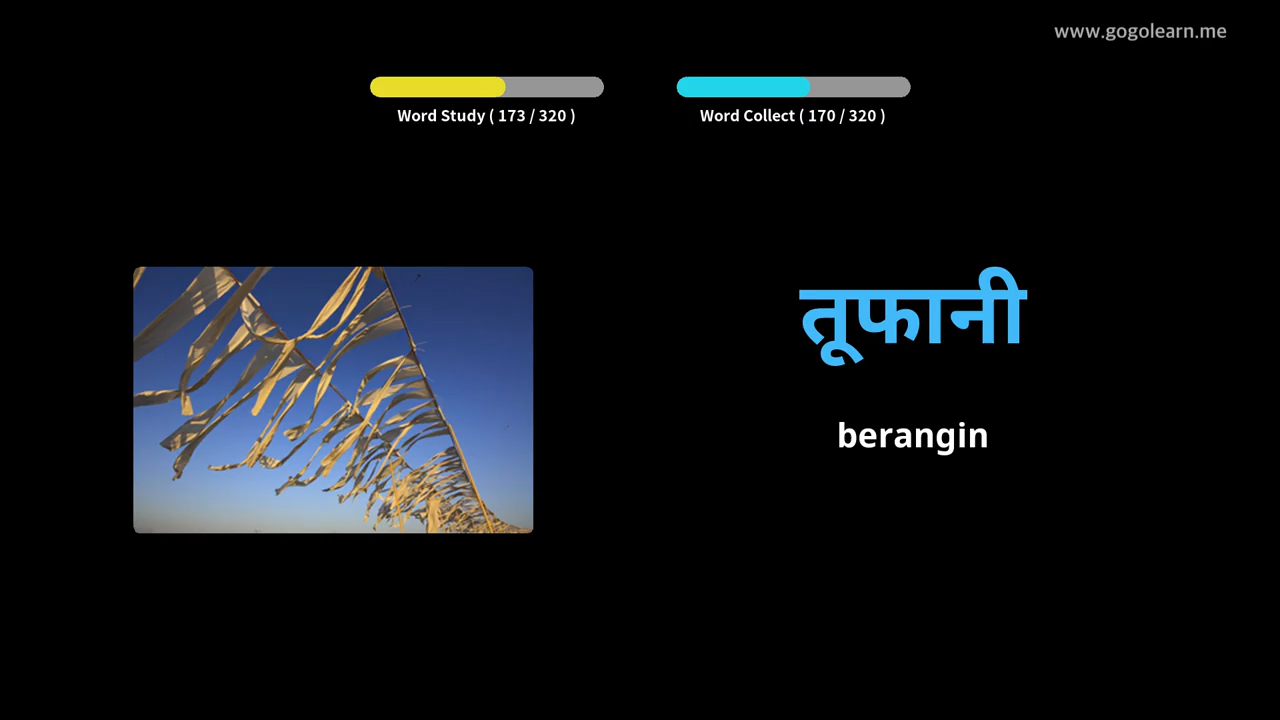 www.gogolearn.me
Word Study ( 173 / 320 )
Word Collect ( 170 / 320 )
तूफानी
berangin